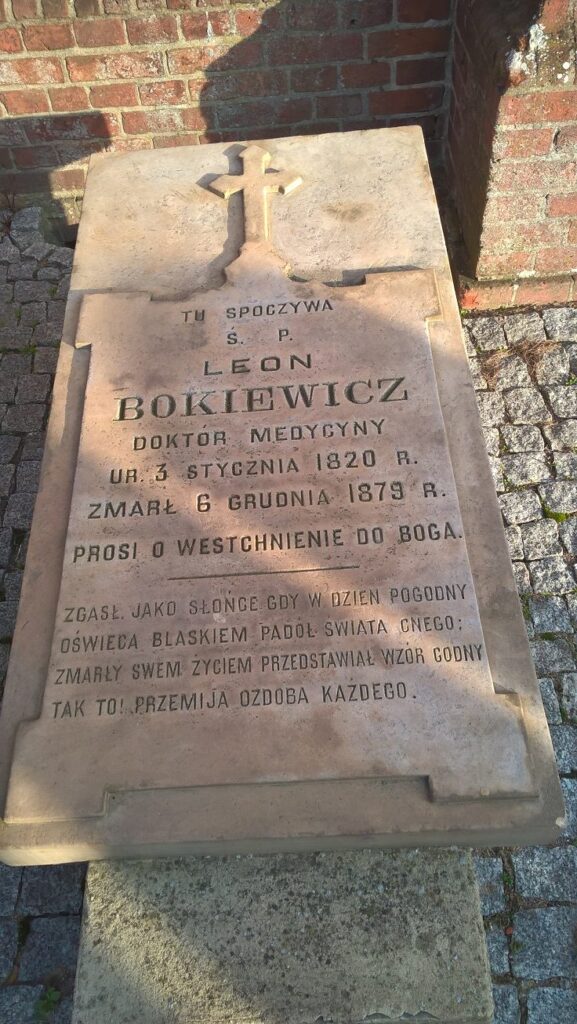 TU SPOCZYWA
Ś. P.
LEON
BOKIEWICZ
DOKTÓR MEDYCYNY
UR. 3 STYCZNIA 1820 R.
ZMARŁ 6 GRUDNIA 1879 R.
PROSI O WESTCHNIENIE DO BOGA.
ZGASŁ JAKO SŁOŃCE GDY W DZIEN POGODNY
OŚWIECA BLASKIEM PADÓŁ ŚWIATA CNEGO;
ZMARŁY SWEM ŻYCIEM PRZEDSTAWIAŁ WZÓR GODNY
TAK TO! PRZEMIJA OZDOBA KAŻDEGO.